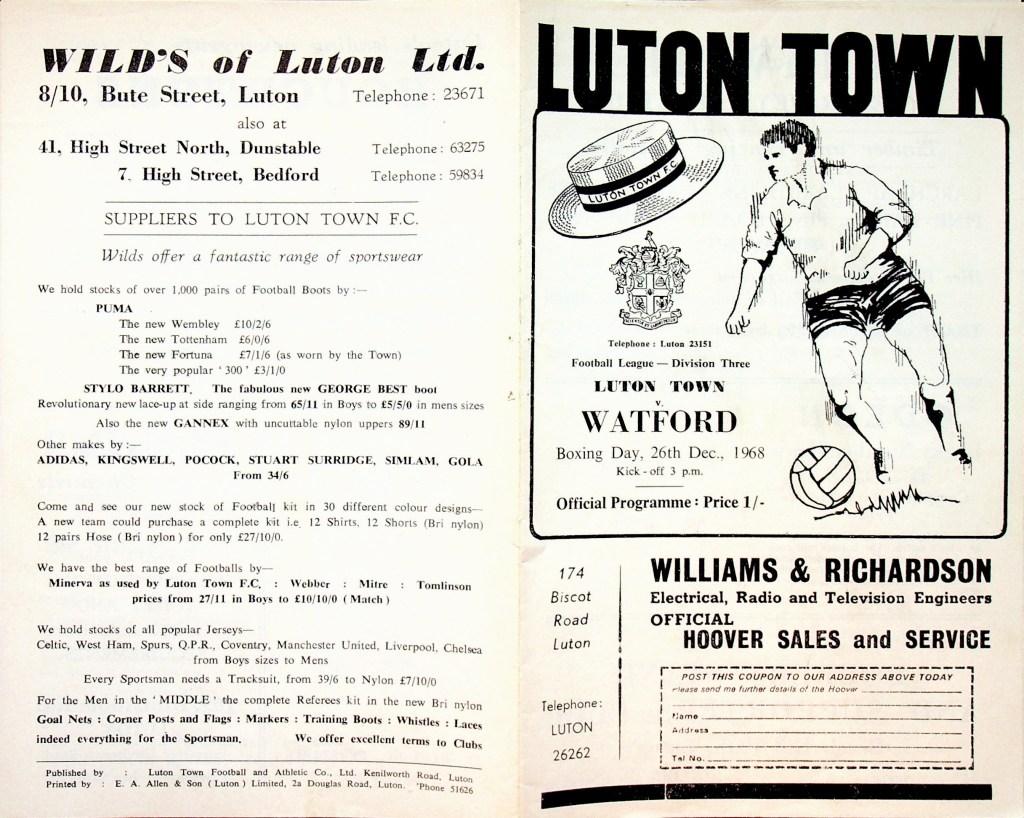 WILD'S of Luton Ltd.
8/10, Bute Street, Luton Telephone: 23671
also at
41, High Street North, Dunstable Telephone: 63275
7. High Street, Bedford Telephone: 59834
SUPPLIERS TO LUTON TOWN F.C.
Wilds offer a fantastic range of sportswear
We hold stocks of over 1,000 pairs of Football Boots by :—
PUMA
The new Wembley £10/2/6
The new Tottenham £6/0/6
The new Fortuna £7/1/6 (as worn by the Town)
The very popular ' 300 ' £3/1/0
STYLO BARRETT. The fabulous new GEORGE BEST boot
Revolutionary new lace-up at side ranging from 65/11 in Boys to £5/5/0 in mens sizes
Also the new GANNEX with uncuttable nylon uppers 89/11
Other makes by :—
ADIDAS, KINGSWELL, POCOCK, STUART SURRIDGE, SIMLAM, GOLA
From 34/6
Come and see our new stock of Football kit in 30 different colour designs—
A new team could purchase a complete kit i.e. 12 Shirts, 12 Shorts (Bri nylon)
12 pairs Hose ( Bri nylon ) for only £27/10/0.
We have the best range of Footballs by—
Minerva as used by Luton Town F.C. : Webber : Mitre : Tomlinson
prices from 27/11 in Boys to £10/10/0 ( Match )
We hold stocks of all popular Jerseys—
Celtic, West Ham, Spurs, Q.P.R., Coventry, Manchester United, Liverpool, Chelsea
from Boys sizes to Mens
Every Sportsman needs a Tracksuit, from 39/6 to Nylon £7/10/0
For the Men in the ' MIDDLE ' the complete Referees kit in the new Bri nylon
Goal Nets : Corner Posts and Flags : Markers : Training Boots : Whistles : Laces
indeed everything for the Sportsman. We offer excellent terms to Clubs
Published by : Luton Town Football and Athletic Co., Ltd. Kenilworth Road, Luton
Printed by : E. A. Allen & Son ( Luton ) Limited, 2a Douglas Road, Luton. 'Phone 51626
LUTON TOWN
LUTON TOWN F.C.
Telephone : Luton 23151
Football League — Division Three
LUTON TOWN
v.
WATFORD
Boxing Day, 26th Dec., 1968
Kick - off 3 p.m.
Official Programme : Price 1/-
174
Biscot
Road
Luton
Telephone:
LUTON
26262
WILLIAMS & RICHARDSON
Electrical, Radio and Television Engineers
OFFICIAL
HOOVER SALES and SERVICE
POST THIS COUPON TO OUR ADDRESS ABOVE TODAY
Please send me further details of the Hoover
Name
Address
Tel No.